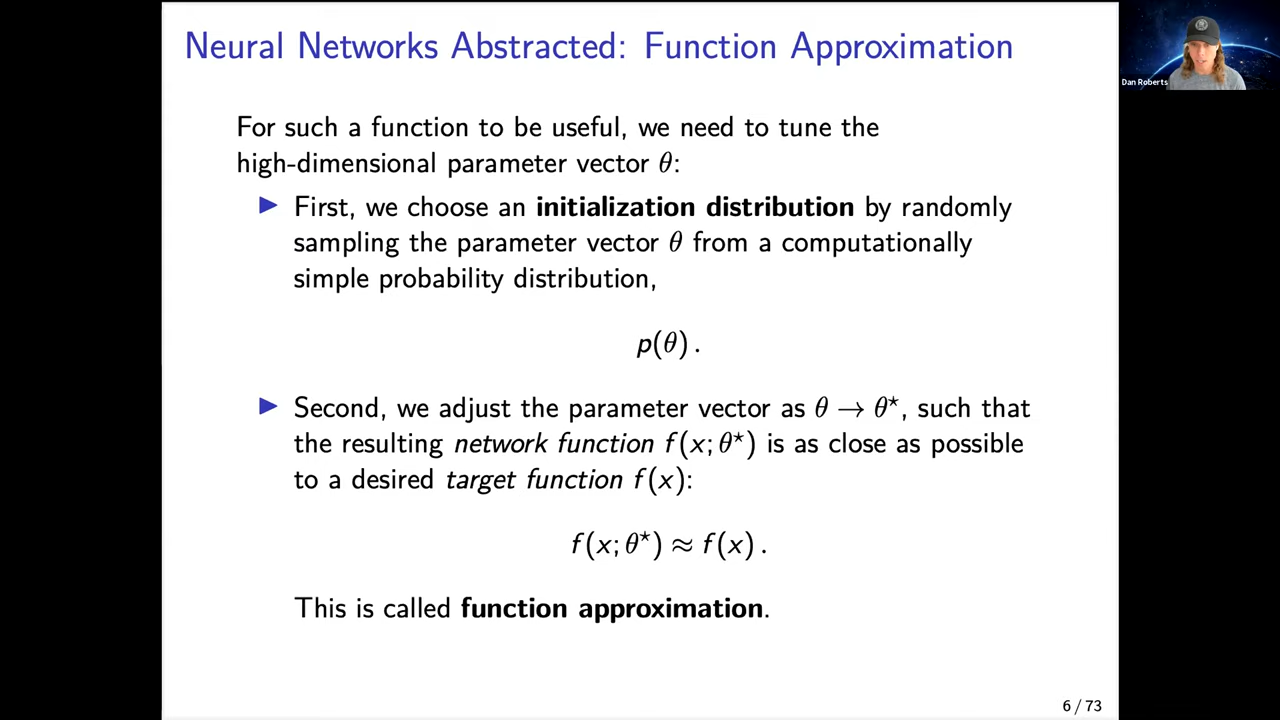 Neural Networks Abstracted: Function Approximation
Dan Roberts
For such a function to be useful, we need to tune the
high-dimensional parameter vector θ:
▶ First, we choose an initialization distribution by randomly
sampling the parameter vector θ from a computationally
simple probability distribution,
p(θ) .
▶ Second, we adjust the parameter vector as θ → θ⋆, such that
the resulting network function f(x; θ⋆) is as close as possible
to a desired target function f(x):
f(x; θ⋆) ≈ f(x) .
This is called function approximation.
6 / 73